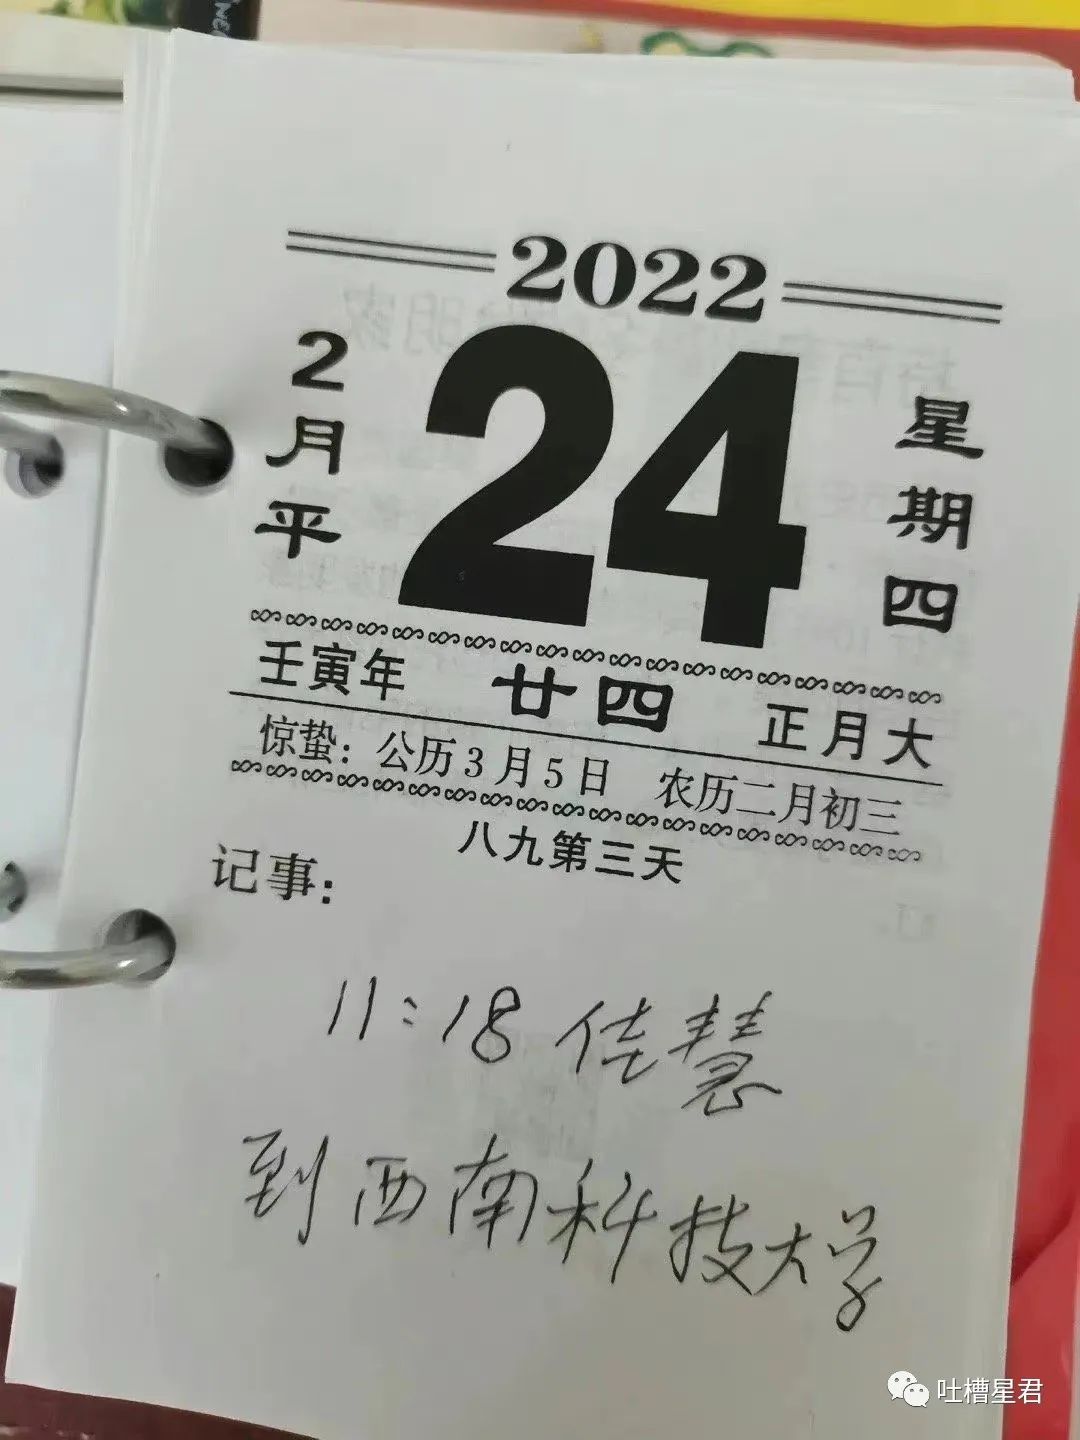 2022
2月平
24
星期四
壬寅年 廿四 正月大
惊蛰：公历3月5日 农历二月初三
八九第三天
记事：
11:18 佳慧
到西南科技大学
吐槽星君